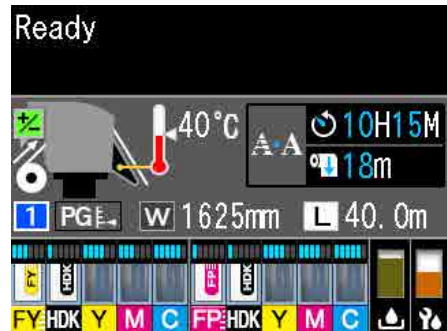 Ready
40°C
A A
10H15M
18m
1 PG W 1625mm L 40. 0m
FY HDK FP HDK
FY HDK Y M C FP HDK Y M C